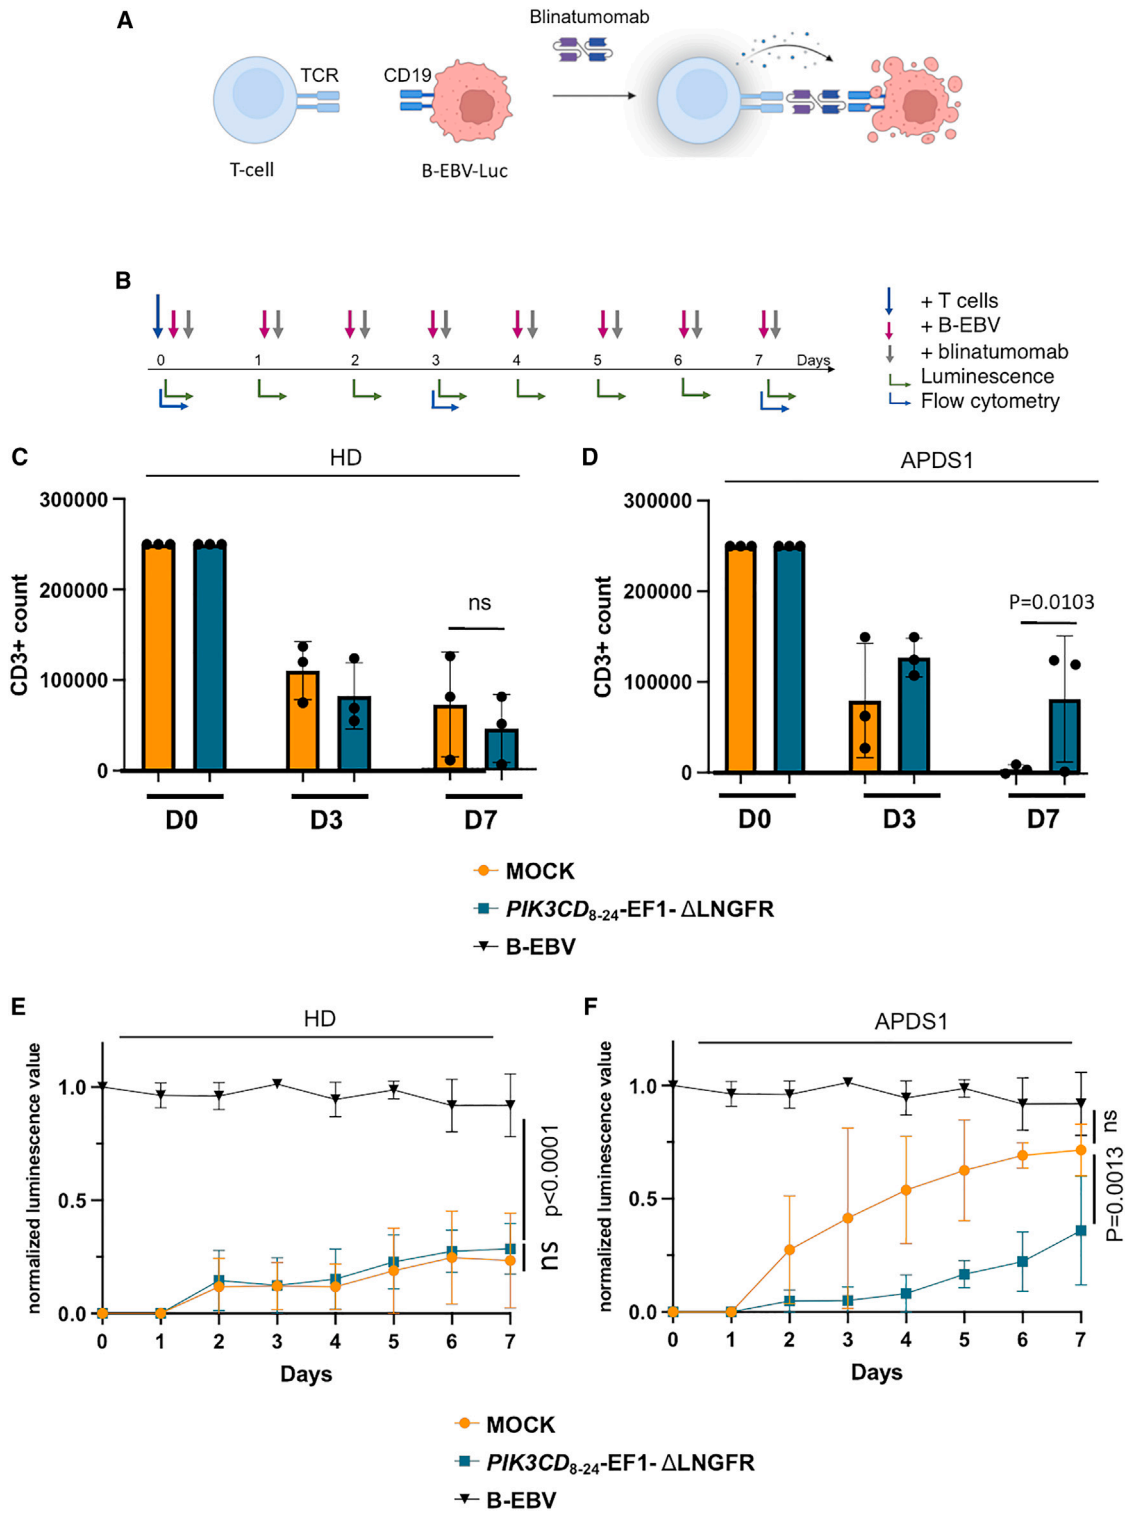 A
Blinatumomab
TCR
CD19
T-cell
B-EBV-Luc
B
0 1 2 3 4 5 6 7 Days
+ T cells
+ B-EBV
+ blinatumomab
Luminescence
Flow cytometry
C
HD
CD3+ count
300000
200000
100000
0
ns
D0 D3 D7
D
APDS1
CD3+ count
300000
200000
100000
0
P=0.0103
D0 D3 D7
MOCK
PIK3CD8-24-EF1- ΔLNGFR
B-EBV
E
HD
normalized luminescence value
1.0
0.5
0.0
p<0.0001
ns
0 1 2 3 4 5 6 7
Days
F
APDS1
normalized luminescence value
1.0
0.5
0.0
ns
P=0.0013
0 1 2 3 4 5 6 7
Days
MOCK
PIK3CD8-24-EF1- ΔLNGFR
B-EBV